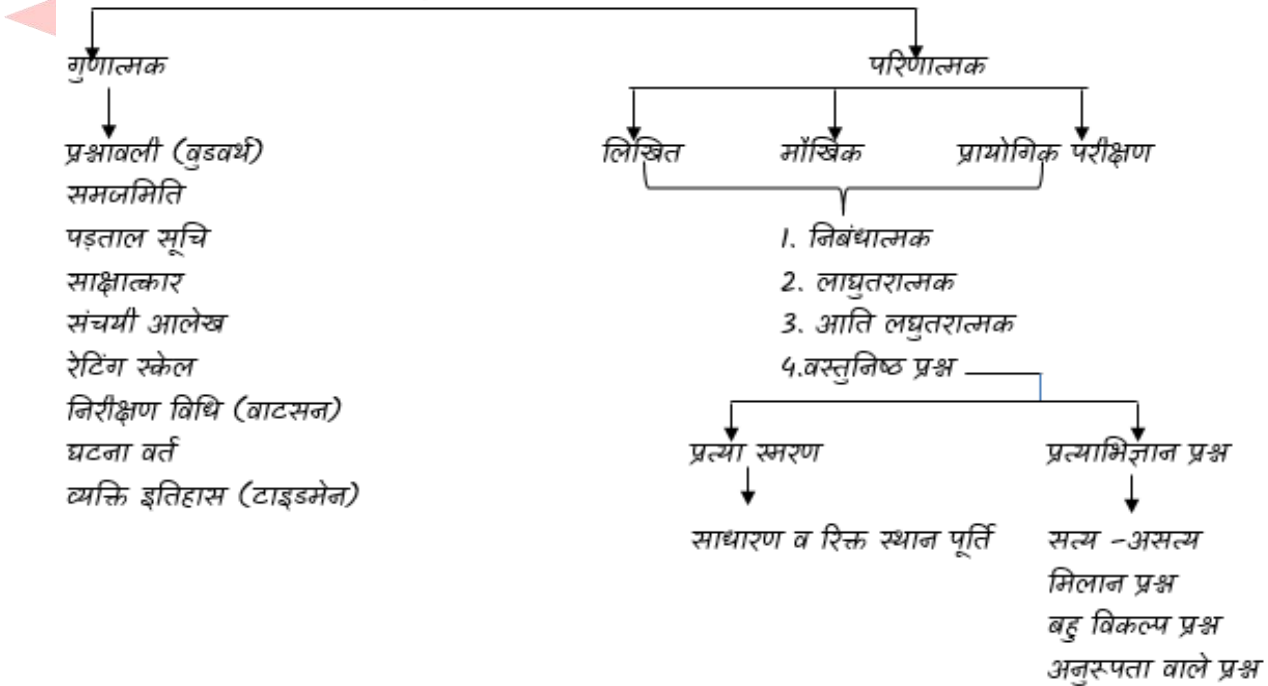 गुणात्मक
परिणात्मक
प्रश्नावली (वुडवर्थ)
समजमिति
पड़ताल सूचि
साक्षात्कार
संचयी आलेख
रेटिंग स्केल
निरीक्षण विधि (वाटसन)
घटना वर्त
व्यक्ति इतिहास (टाइडमेन)
लिखित
मौखिक
प्रायोगिक परीक्षण
1. निबंधात्मक
2. लाघुतरात्मक
3. आति लघुतरात्मक
4.वस्तुनिष्ठ प्रश्न
प्रत्या स्मरण
प्रत्याभिज्ञान प्रश्न
साधारण व रिक्त स्थान पूर्ति
सत्य -असत्य
मिलान प्रश्न
बहु विकल्प प्रश्न
अनुरूपता वाले प्रश्न